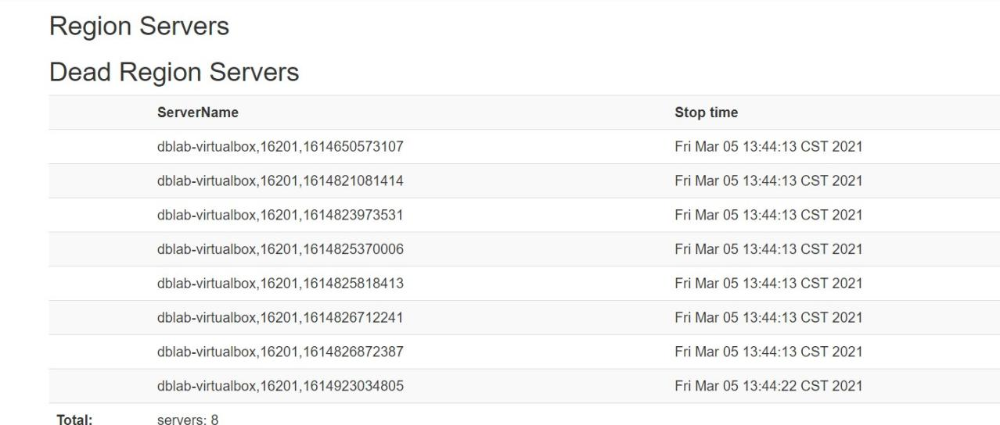 Region Servers
Dead Region Servers
ServerName Stop time
dblab-virtualbox,16201,1614650573107 Fri Mar 05 13:44:13 CST 2021
dblab-virtualbox,16201,1614821081414 Fri Mar 05 13:44:13 CST 2021
dblab-virtualbox,16201,1614823973531 Fri Mar 05 13:44:13 CST 2021
dblab-virtualbox,16201,1614825370006 Fri Mar 05 13:44:13 CST 2021
dblab-virtualbox,16201,1614825818413 Fri Mar 05 13:44:13 CST 2021
dblab-virtualbox,16201,1614826712241 Fri Mar 05 13:44:13 CST 2021
dblab-virtualbox,16201,1614826872387 Fri Mar 05 13:44:13 CST 2021
dblab-virtualbox,16201,1614923034805 Fri Mar 05 13:44:22 CST 2021
Total: servers: 8